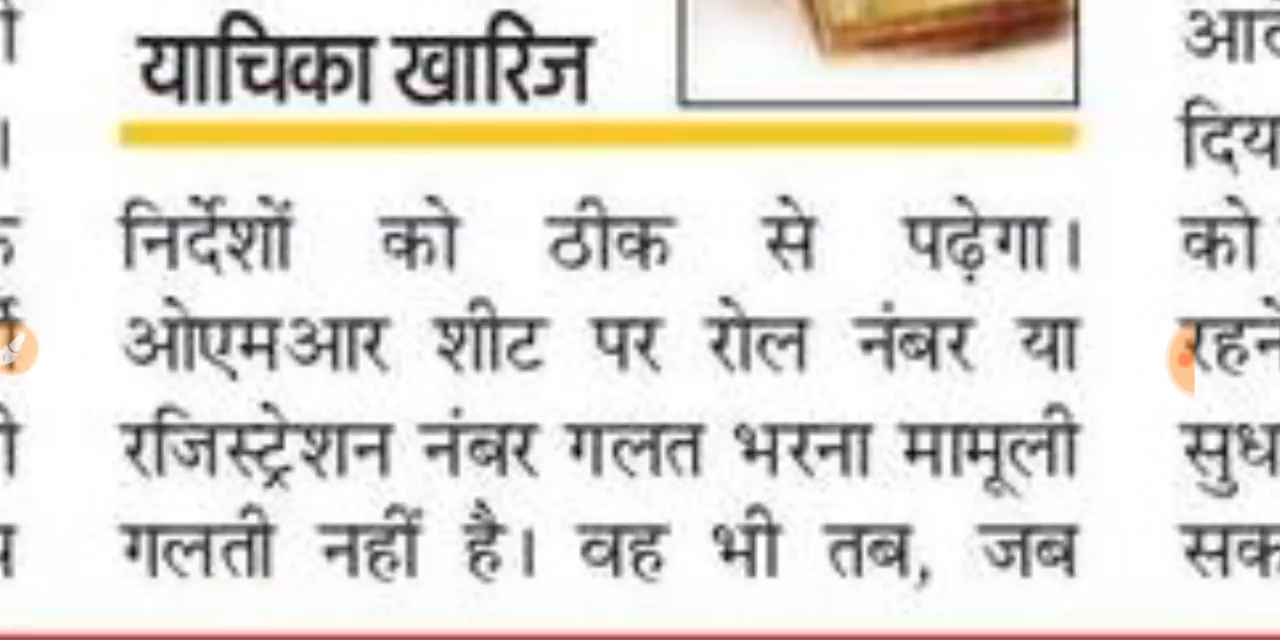 याचिका खारिज
निर्देशों को ठीक से पढ़ेगा।
ओएमआर शीट पर रोल नंबर या
रजिस्ट्रेशन नंबर गलत भरना मामूली
गलती नहीं है। वह भी तब, जब
को